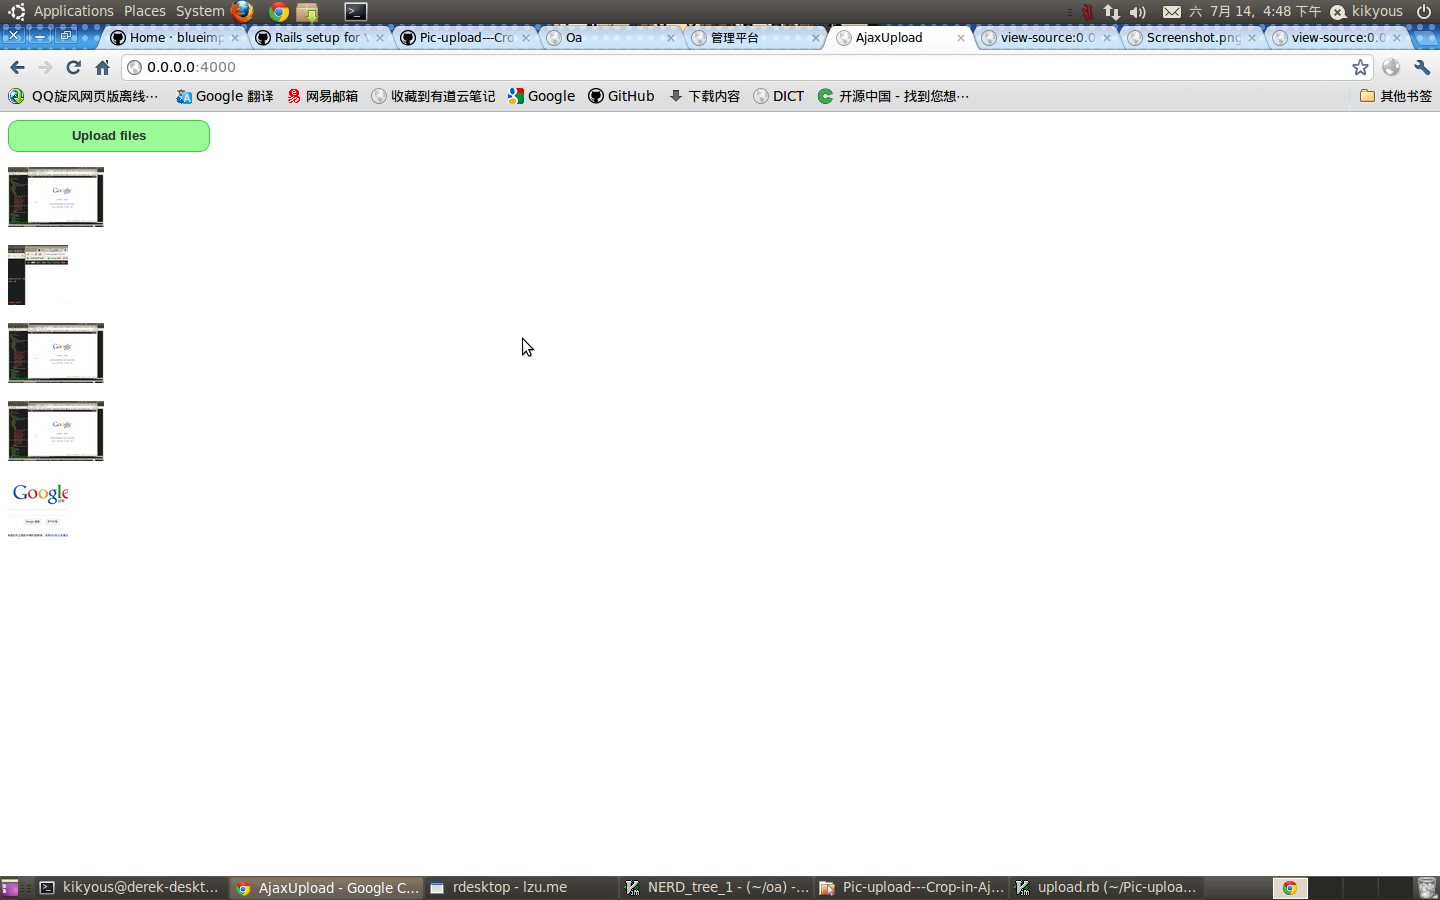 Applications Places System 六 7月 14, 4:48 下午 kikyous
Home · blueimp Rails setup for Pic-upload---Cro Oa 管理平台 AjaxUpload view-source:0.0 Screenshot.png view-source:0.0
0.0.0.0:4000
QQ旋风网页版离线··· Google 翻译 网易邮箱 收藏到有道云笔记 Google GitHub 下载内容 DICT 开源中国 - 找到您想··· 其他书签
Upload files
Google
Google
Google
Google
kikyous@derek-deskt... AjaxUpload - Google C... rdesktop - lzu.me NERD_tree_1 - (~/oa) -... Pic-upload---Crop-in-Aj... upload.rb (~/Pic-uploa...